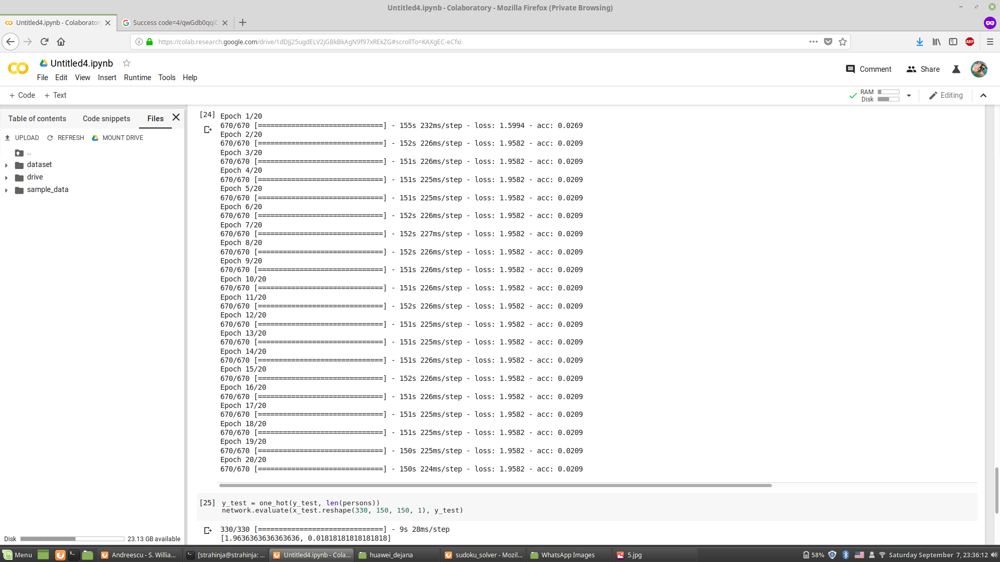 Untitled4.ipynb - Colaboratory - Mozilla Firefox (Private Browsing)
Untitled4.ipynb - Colaboratory
Success code=4/qwGdb0qqiC
https://colab.research.google.com/drive/1dDJj25ugdELV2jGBkBkAgN9f97xREkZG#scrollTo=KAXgEC-eCfxi
ABP
Untitled4.ipynb
Comment
Share
File Edit View Insert Runtime Tools Help
+ Code + Text
RAM
Disk
Editing
Table of contents Code snippets Files
UPLOAD REFRESH MOUNT DRIVE
..
dataset
drive
sample_data
Disk 23.13 GB available
[24]
Epoch 1/20
670/670 [==============================] - 155s 232ms/step - loss: 1.5994 - acc: 0.0269
Epoch 2/20
670/670 [==============================] - 152s 226ms/step - loss: 1.9582 - acc: 0.0209
Epoch 3/20
670/670 [==============================] - 151s 226ms/step - loss: 1.9582 - acc: 0.0209
Epoch 4/20
670/670 [==============================] - 151s 225ms/step - loss: 1.9582 - acc: 0.0209
Epoch 5/20
670/670 [==============================] - 151s 225ms/step - loss: 1.9582 - acc: 0.0209
Epoch 6/20
670/670 [==============================] - 152s 226ms/step - loss: 1.9582 - acc: 0.0209
Epoch 7/20
670/670 [==============================] - 152s 227ms/step - loss: 1.9582 - acc: 0.0209
Epoch 8/20
670/670 [==============================] - 152s 226ms/step - loss: 1.9582 - acc: 0.0209
Epoch 9/20
670/670 [==============================] - 151s 226ms/step - loss: 1.9582 - acc: 0.0209
Epoch 10/20
670/670 [==============================] - 151s 226ms/step - loss: 1.9582 - acc: 0.0209
Epoch 11/20
670/670 [==============================] - 152s 226ms/step - loss: 1.9582 - acc: 0.0209
Epoch 12/20
670/670 [==============================] - 151s 225ms/step - loss: 1.9582 - acc: 0.0209
Epoch 13/20
670/670 [==============================] - 151s 225ms/step - loss: 1.9582 - acc: 0.0209
Epoch 14/20
670/670 [==============================] - 151s 226ms/step - loss: 1.9582 - acc: 0.0209
Epoch 15/20
670/670 [==============================] - 152s 226ms/step - loss: 1.9582 - acc: 0.0209
Epoch 16/20
670/670 [==============================] - 151s 226ms/step - loss: 1.9582 - acc: 0.0209
Epoch 17/20
670/670 [==============================] - 151s 225ms/step - loss: 1.9582 - acc: 0.0209
Epoch 18/20
670/670 [==============================] - 151s 225ms/step - loss: 1.9582 - acc: 0.0209
Epoch 19/20
670/670 [==============================] - 150s 225ms/step - loss: 1.9582 - acc: 0.0209
Epoch 20/20
670/670 [==============================] - 150s 224ms/step - loss: 1.9582 - acc: 0.0209
[25]
y_test = one_hot(y_test, len(persons))
network.evaluate(x_test.reshape(330, 150, 150, 1), y_test)
330/330 [==============================] - 9s 28ms/step
[1.9636363636363636, 0.01818181818181818]
Menu
Andreescu - S. Willia...
[strahinja@strahinja: ...
Untitled4.ipynb - Cola...
huawei_dejana
sudoku_solver - Mozil...
WhatsApp Images
5.jpg
58%
Saturday September 7, 23:36:12